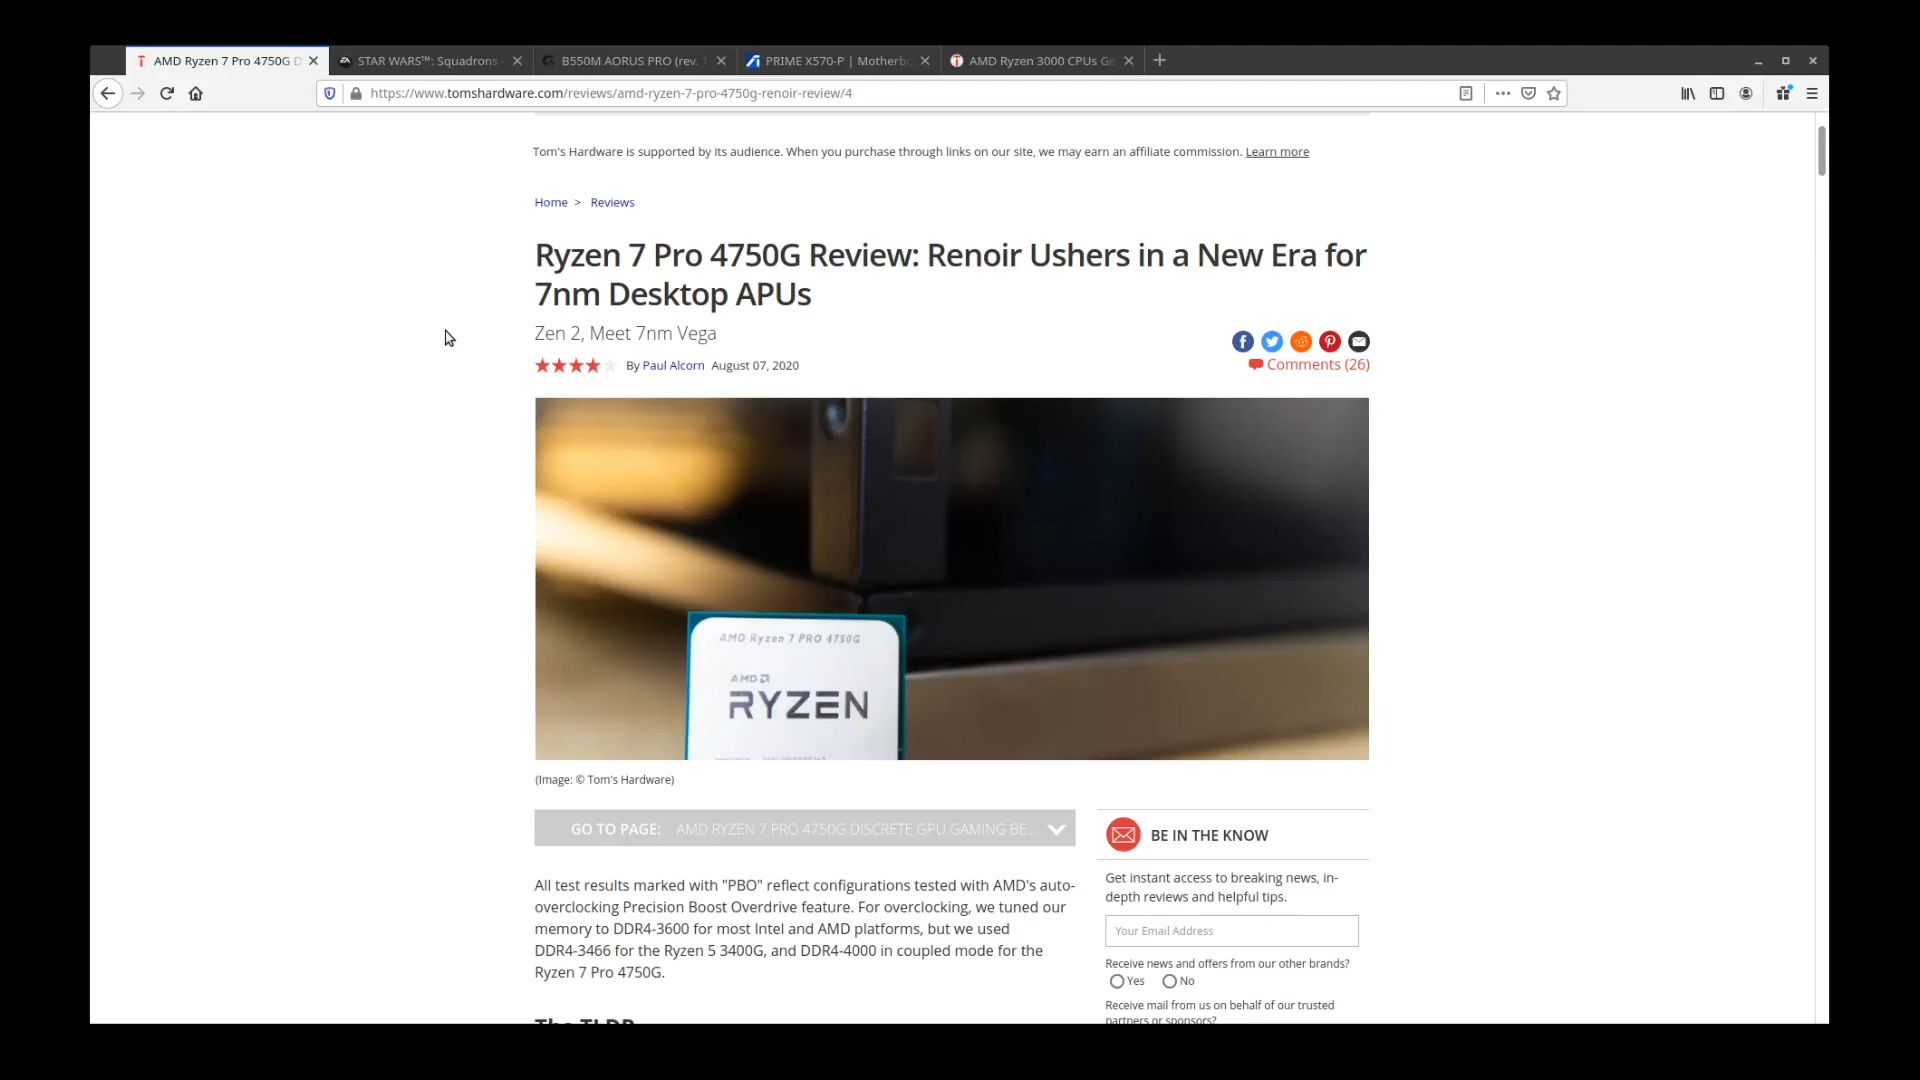 AMD Ryzen 7 Pro 4750G D
STAR WARS™: Squadrons
B550M AORUS PRO (rev. 1
PRIME X570-P | Motherbo
AMD Ryzen 3000 CPUs Ge
https://www.tomshardware.com/reviews/amd-ryzen-7-pro-4750g-renoir-review/4
Tom's Hardware is supported by its audience. When you purchase through links on our site, we may earn an affiliate commission. Learn more
Home > Reviews
Ryzen 7 Pro 4750G Review: Renoir Ushers in a New Era for
7nm Desktop APUs
Zen 2, Meet 7nm Vega
By Paul Alcorn August 07, 2020
Comments (26)
AMD Ryzen 7 PRO 4750G
AMD
RYZEN
(Image: © Tom's Hardware)
GO TO PAGE: AMD RYZEN 7 PRO 4750G DISCRETE GPU GAMING BE...
All test results marked with "PBO" reflect configurations tested with AMD's auto-
overclocking Precision Boost Overdrive feature. For overclocking, we tuned our
memory to DDR4-3600 for most Intel and AMD platforms, but we used
DDR4-3466 for the Ryzen 5 3400G, and DDR4-4000 in coupled mode for the
Ryzen 7 Pro 4750G.
The TLDR
BE IN THE KNOW
Get instant access to breaking news, in-
depth reviews and helpful tips.
Your Email Address
Receive news and offers from our other brands?
Yes No
Receive mail from us on behalf of our trusted
partners or sponsors?